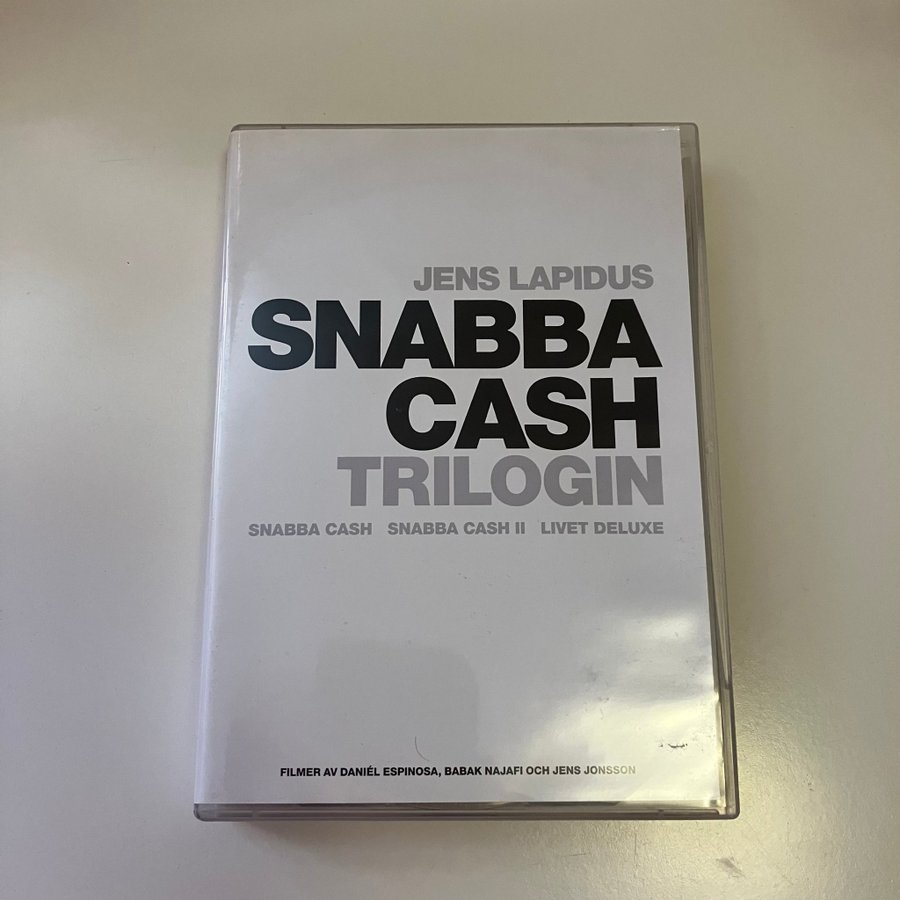 JENS LAPIDUS
SNABBA
CASH
TRILOGIN
SNABBA CASH SNABBA CASH II LIVET DELUXE
FILMER AV DANIÉL ESPINOSA, BABAK NAJAFI OCH JENS JONSSON